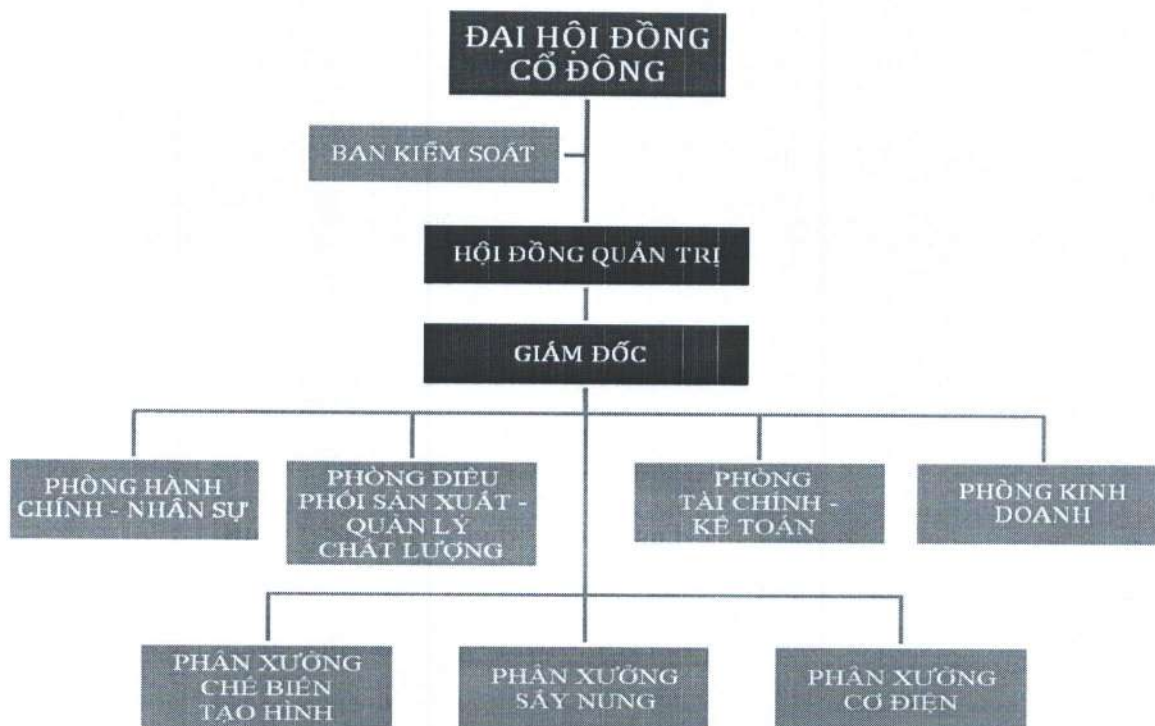 ĐẠI HỘI ĐỒNG
CỔ ĐÔNG
BAN KIỂM SOÁT
HỘI ĐỒNG QUẢN TRỊ
GIÁM ĐỐC
PHÒNG HÀNH
CHÍNH - NHÂN SỰ
PHÒNG ĐIỀU
PHỐI SẢN XUẤT -
QUẢN LÝ
CHẤT LƯỢNG
PHÒNG
TÀI CHÍNH -
KẾ TOÁN
PHÒNG KINH
DOANH
PHÂN XƯỞNG
CHẾ BIẾN
TẠO HÌNH
PHÂN XƯỞNG
SẤY NUNG
PHÂN XƯỞNG
CƠ ĐIỆN